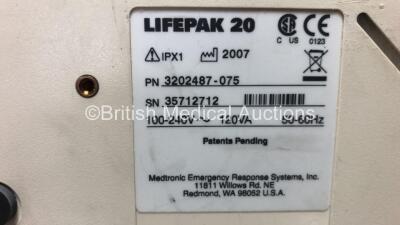 LIFEPAK 20
C US 0123
IPX1 2007
PN 3202487-075
SN 35712712
100-240V ~ 120VA 50-60Hz
Patents Pending
British Medical Auctions
Medtronic Emergency Response Systems, Inc.
11811 Willows Rd. NE
Redmond, WA 98052 U.S.A.